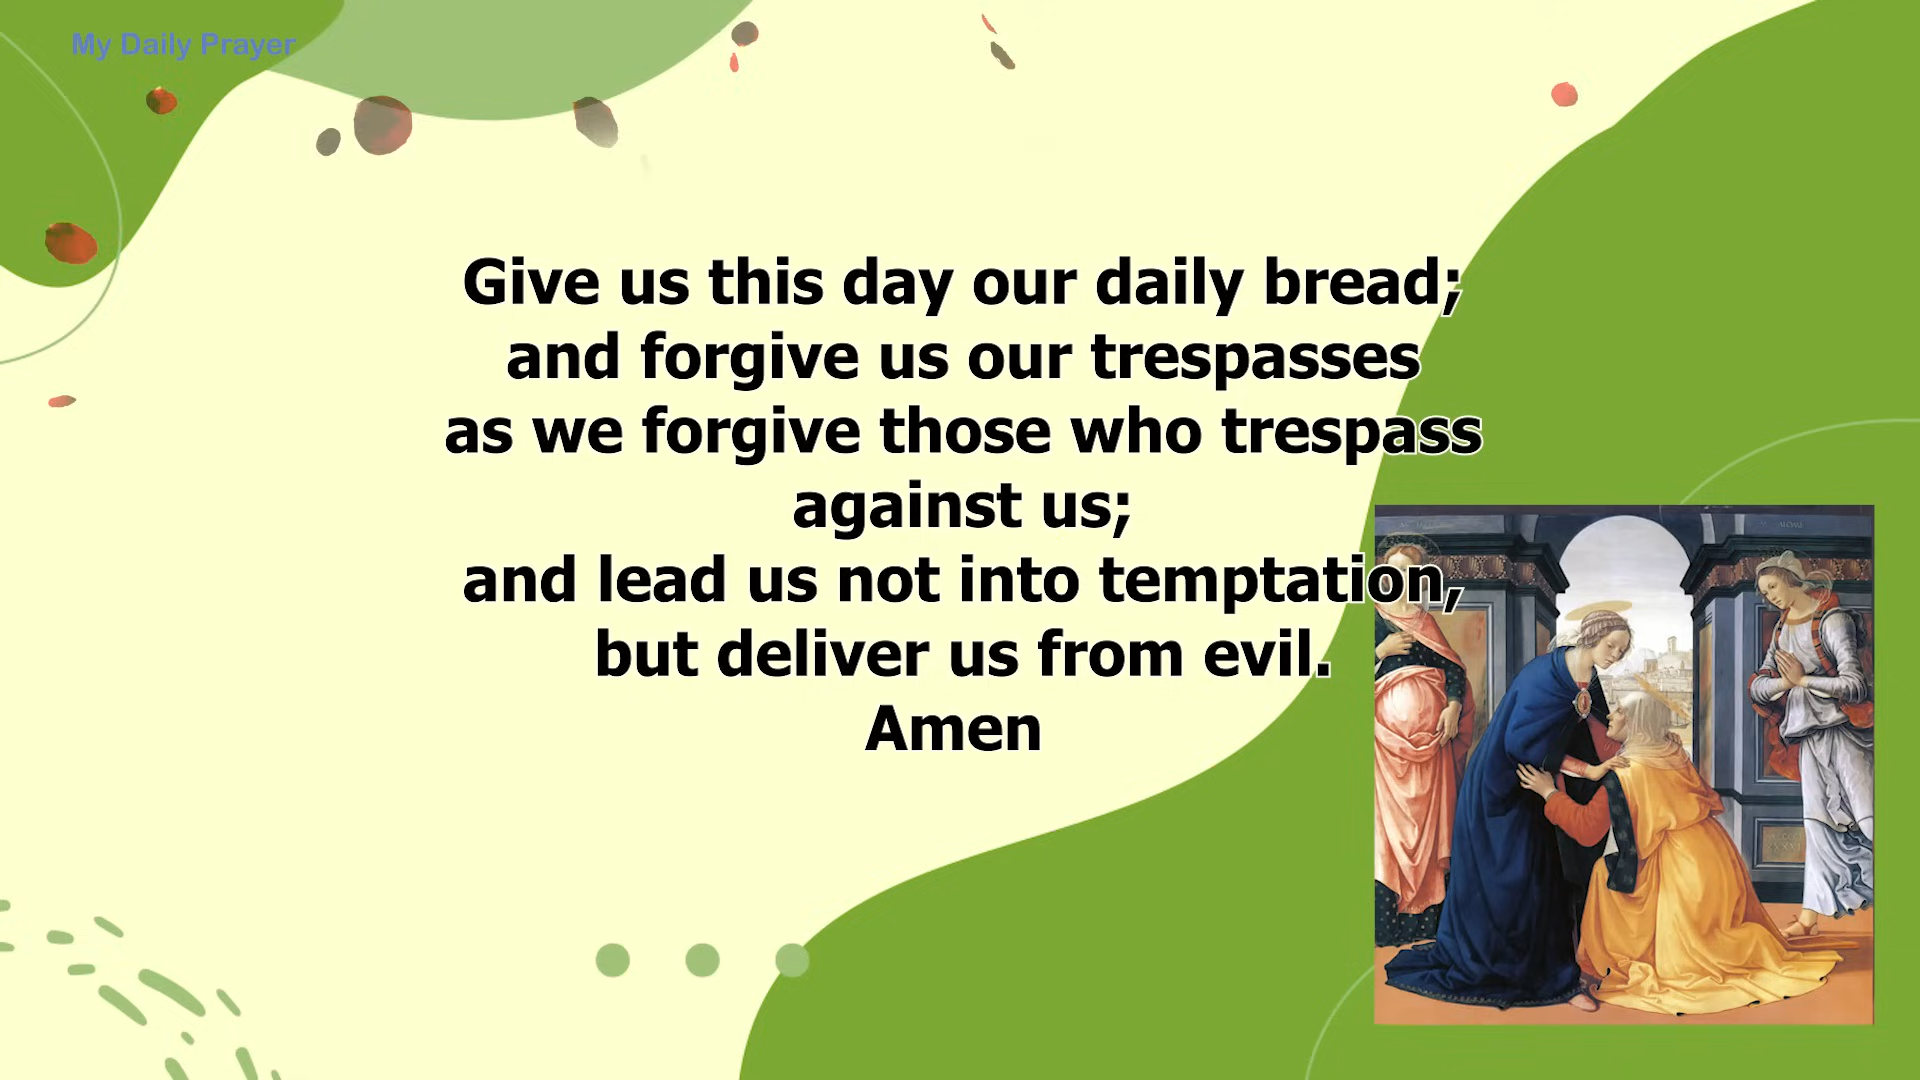 My Daily Prayer
Give us this day our daily bread;
and forgive us our trespasses
as we forgive those who trespass
against us;
and lead us not into temptation,
but deliver us from evil.
Amen